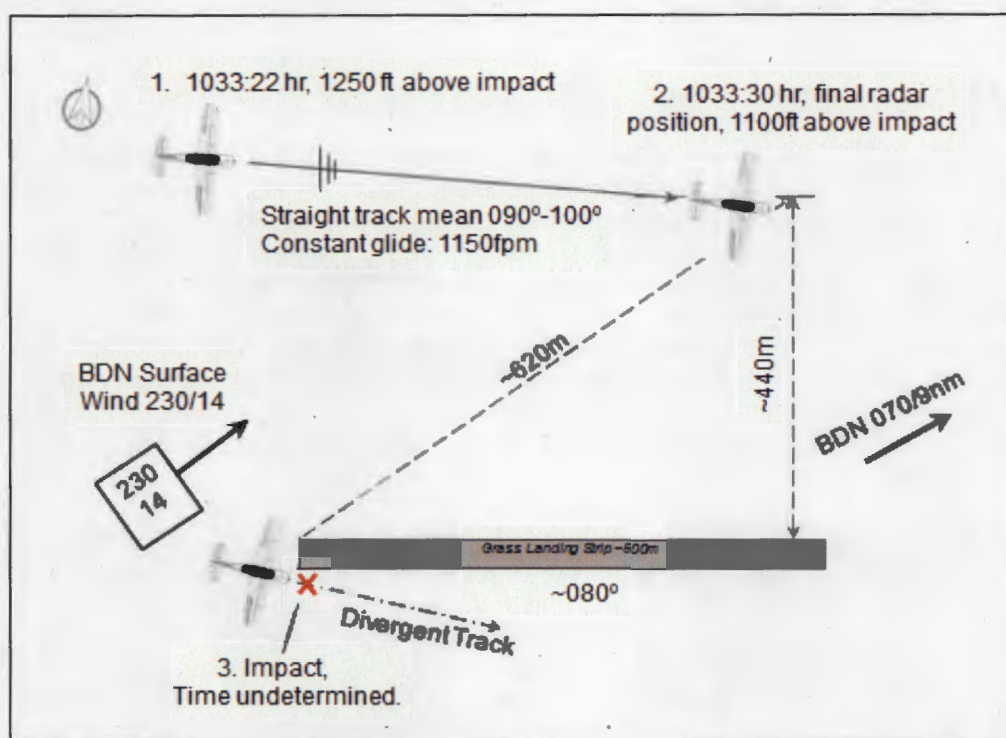 1. 1033:22 hr, 1250 ft above impact
2. 1033:30 hr, final radar
position, 1100ft above impact
Straight track mean 090º-100º
Constant glide: 1150fpm
~620m
~440m
BDN Surface
Wind 230/14
BDN 070/9nm
230
14
Grass Landing Strip ~500m
~080º
Divergent Track
3. Impact,
Time undetermined.